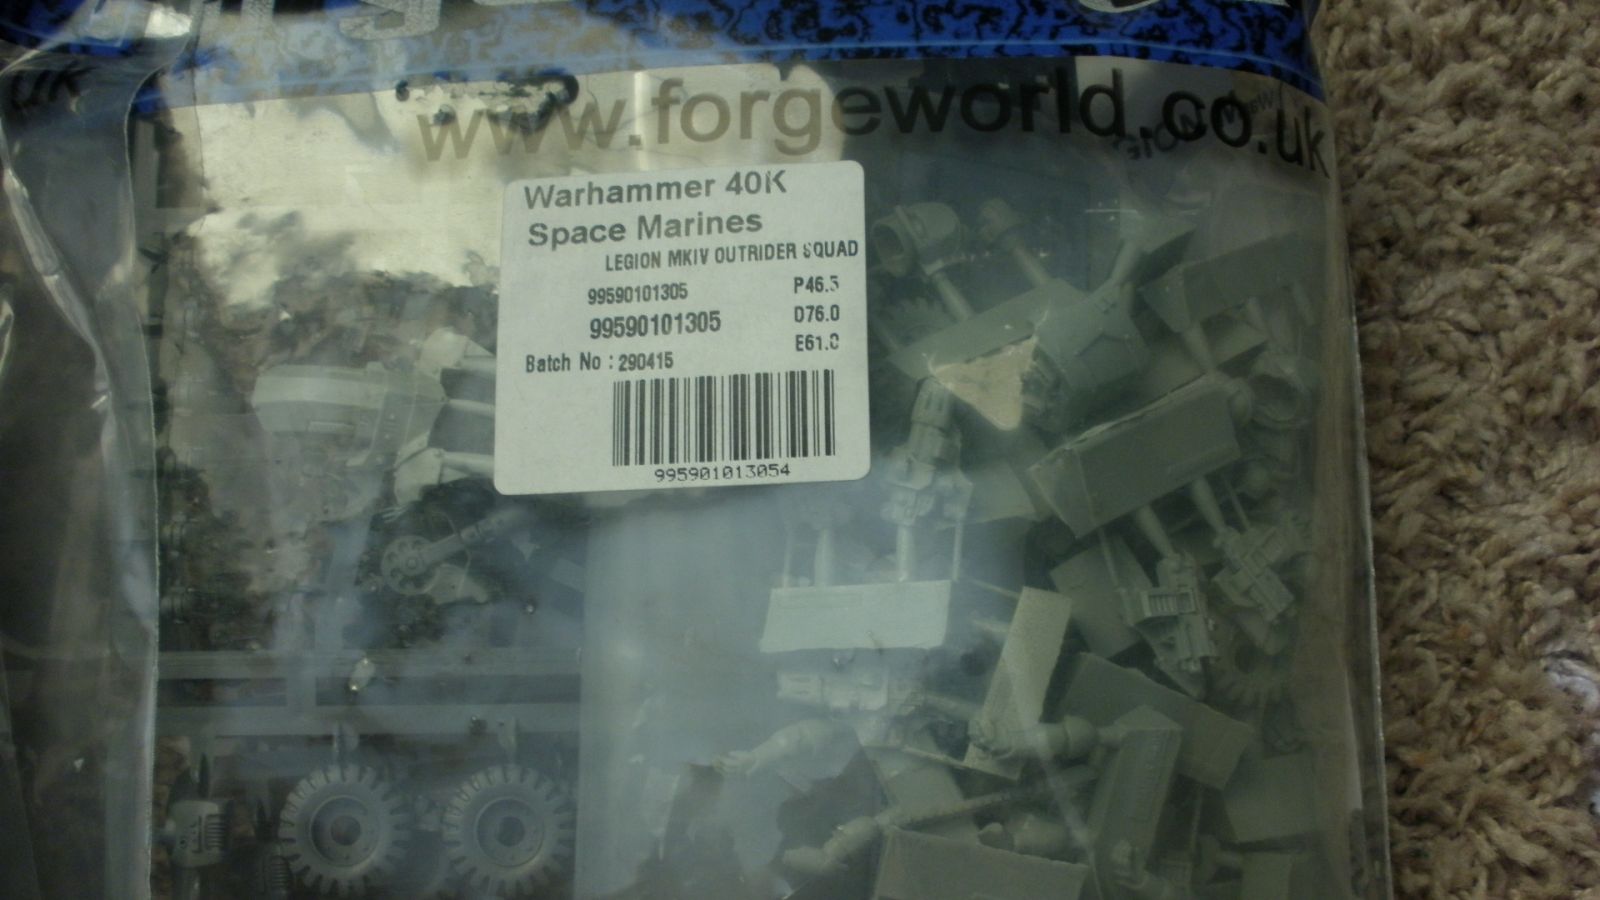 UK
www.forgeworld.co.uk
Warhammer 40K
Space Marines
LEGION MKIV OUTRIDER SQUAD
99590101305 P46.5
99590101305 D76.0
E61.0
Batch No : 290415
995901013054